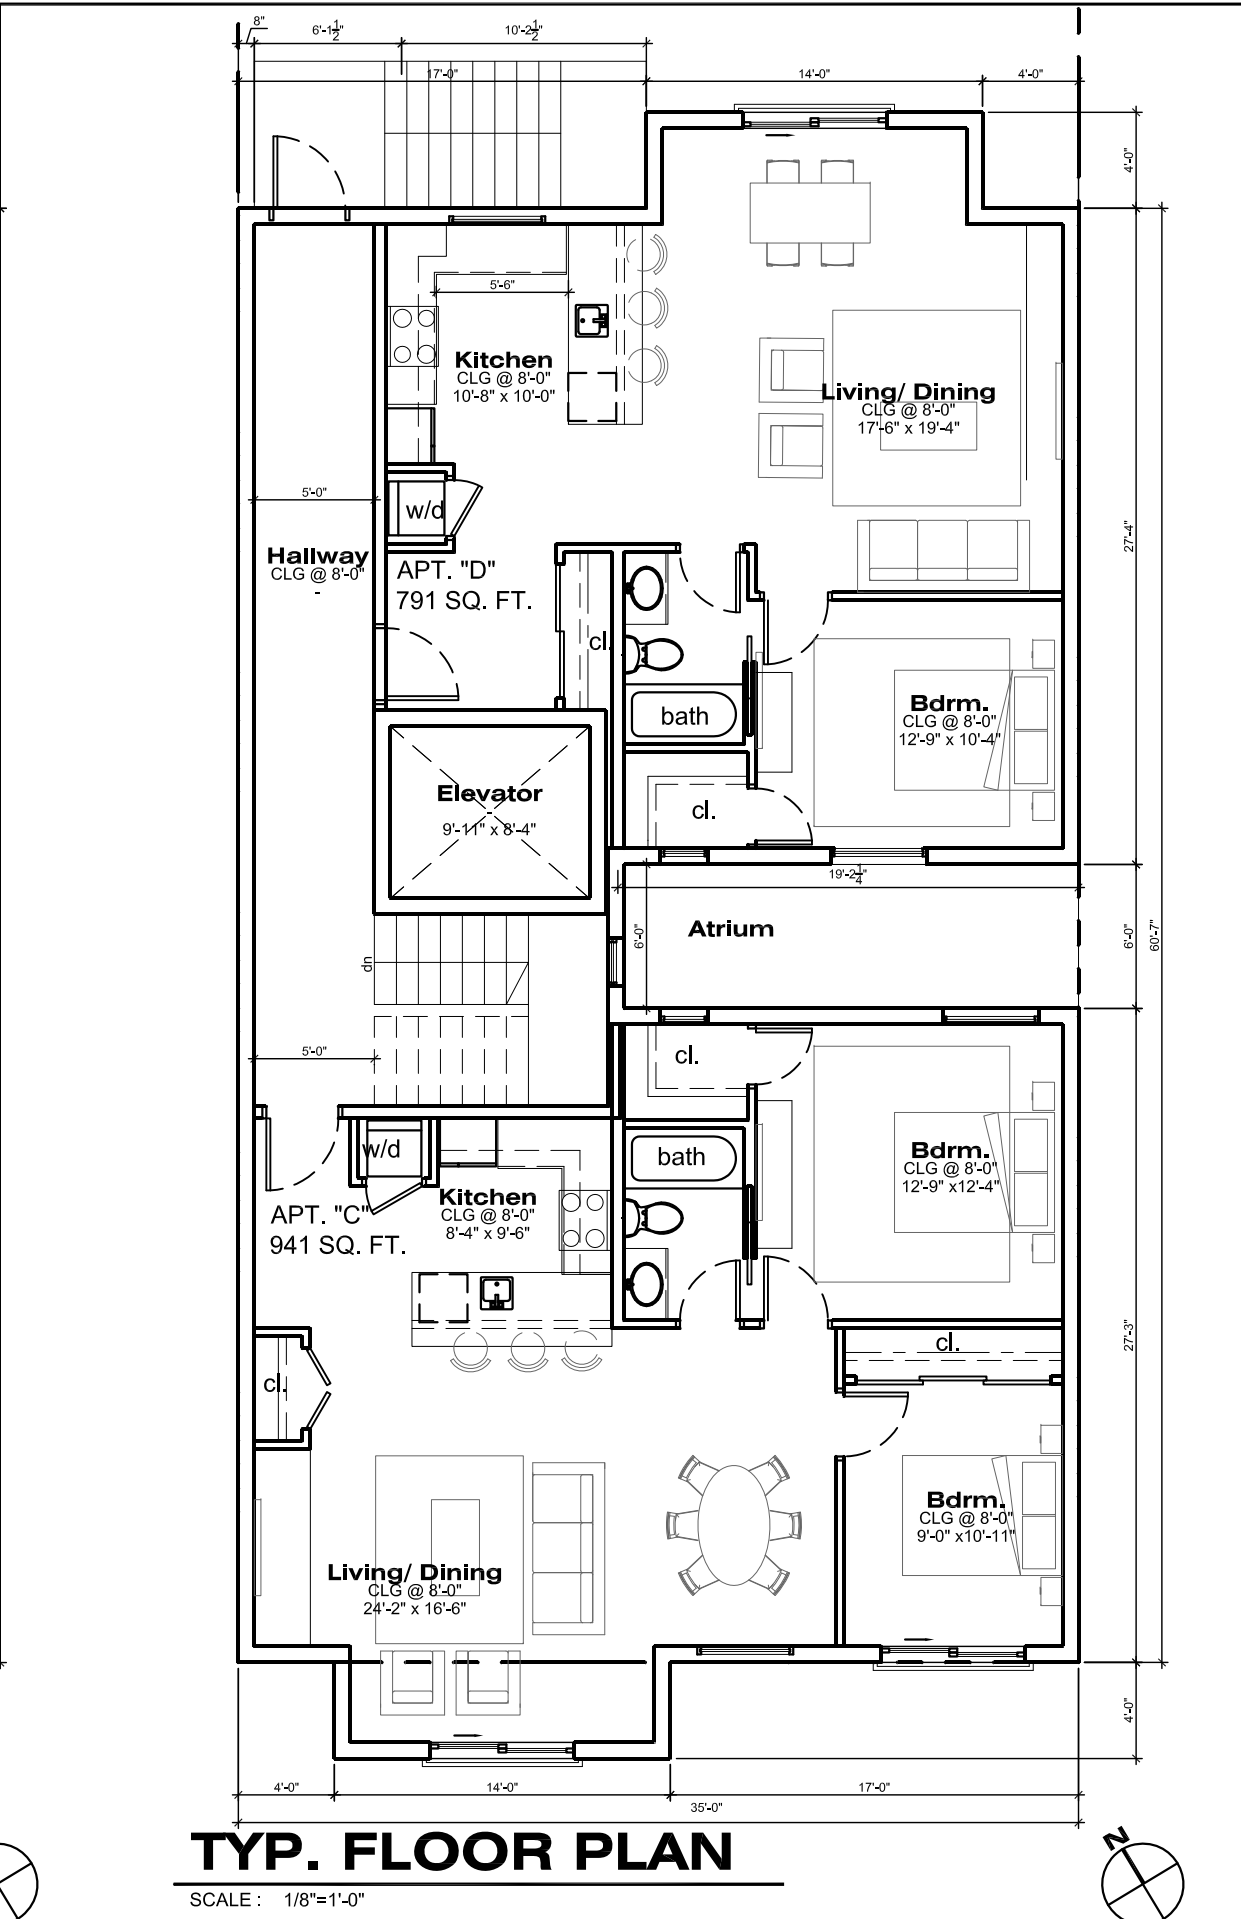 8"
6'-1½"
10'-2½"
17'-0"
14'-0"
4'-0"
4'-0"
5'-6"
Kitchen
CLG @ 8'-0"
10'-8" x 10'-0"
Living/ Dining
CLG @ 8'-0"
17'-6" x 19'-4"
5'-0"
w/d
27'-4"
Hallway
CLG @ 8'-0"
-
APT. "D"
791 SQ. FT.
cl.
bath
Bdrm.
CLG @ 8'-0"
12'-9" x 10'-4"
Elevator
-
9'-11" x 8'-4"
cl.
19'-2¼"
Atrium
6'-0"
6'-0"
60'-7"
dn
5'-0"
cl.
w/d
bath
Bdrm.
CLG @ 8'-0"
12'-9" x12'-4"
Kitchen
CLG @ 8'-0"
8'-4" x 9'-6"
APT. "C"
941 SQ. FT.
27'-3"
cl.
cl.
Bdrm.
CLG @ 8'-0"
9'-0" x10'-11"
Living/ Dining
CLG @ 8'-0"
24'-2" x 16'-6"
4'-0"
4'-0"
14'-0"
17'-0"
35'-0"
TYP. FLOOR PLAN
SCALE : 1/8"=1'-0"
N